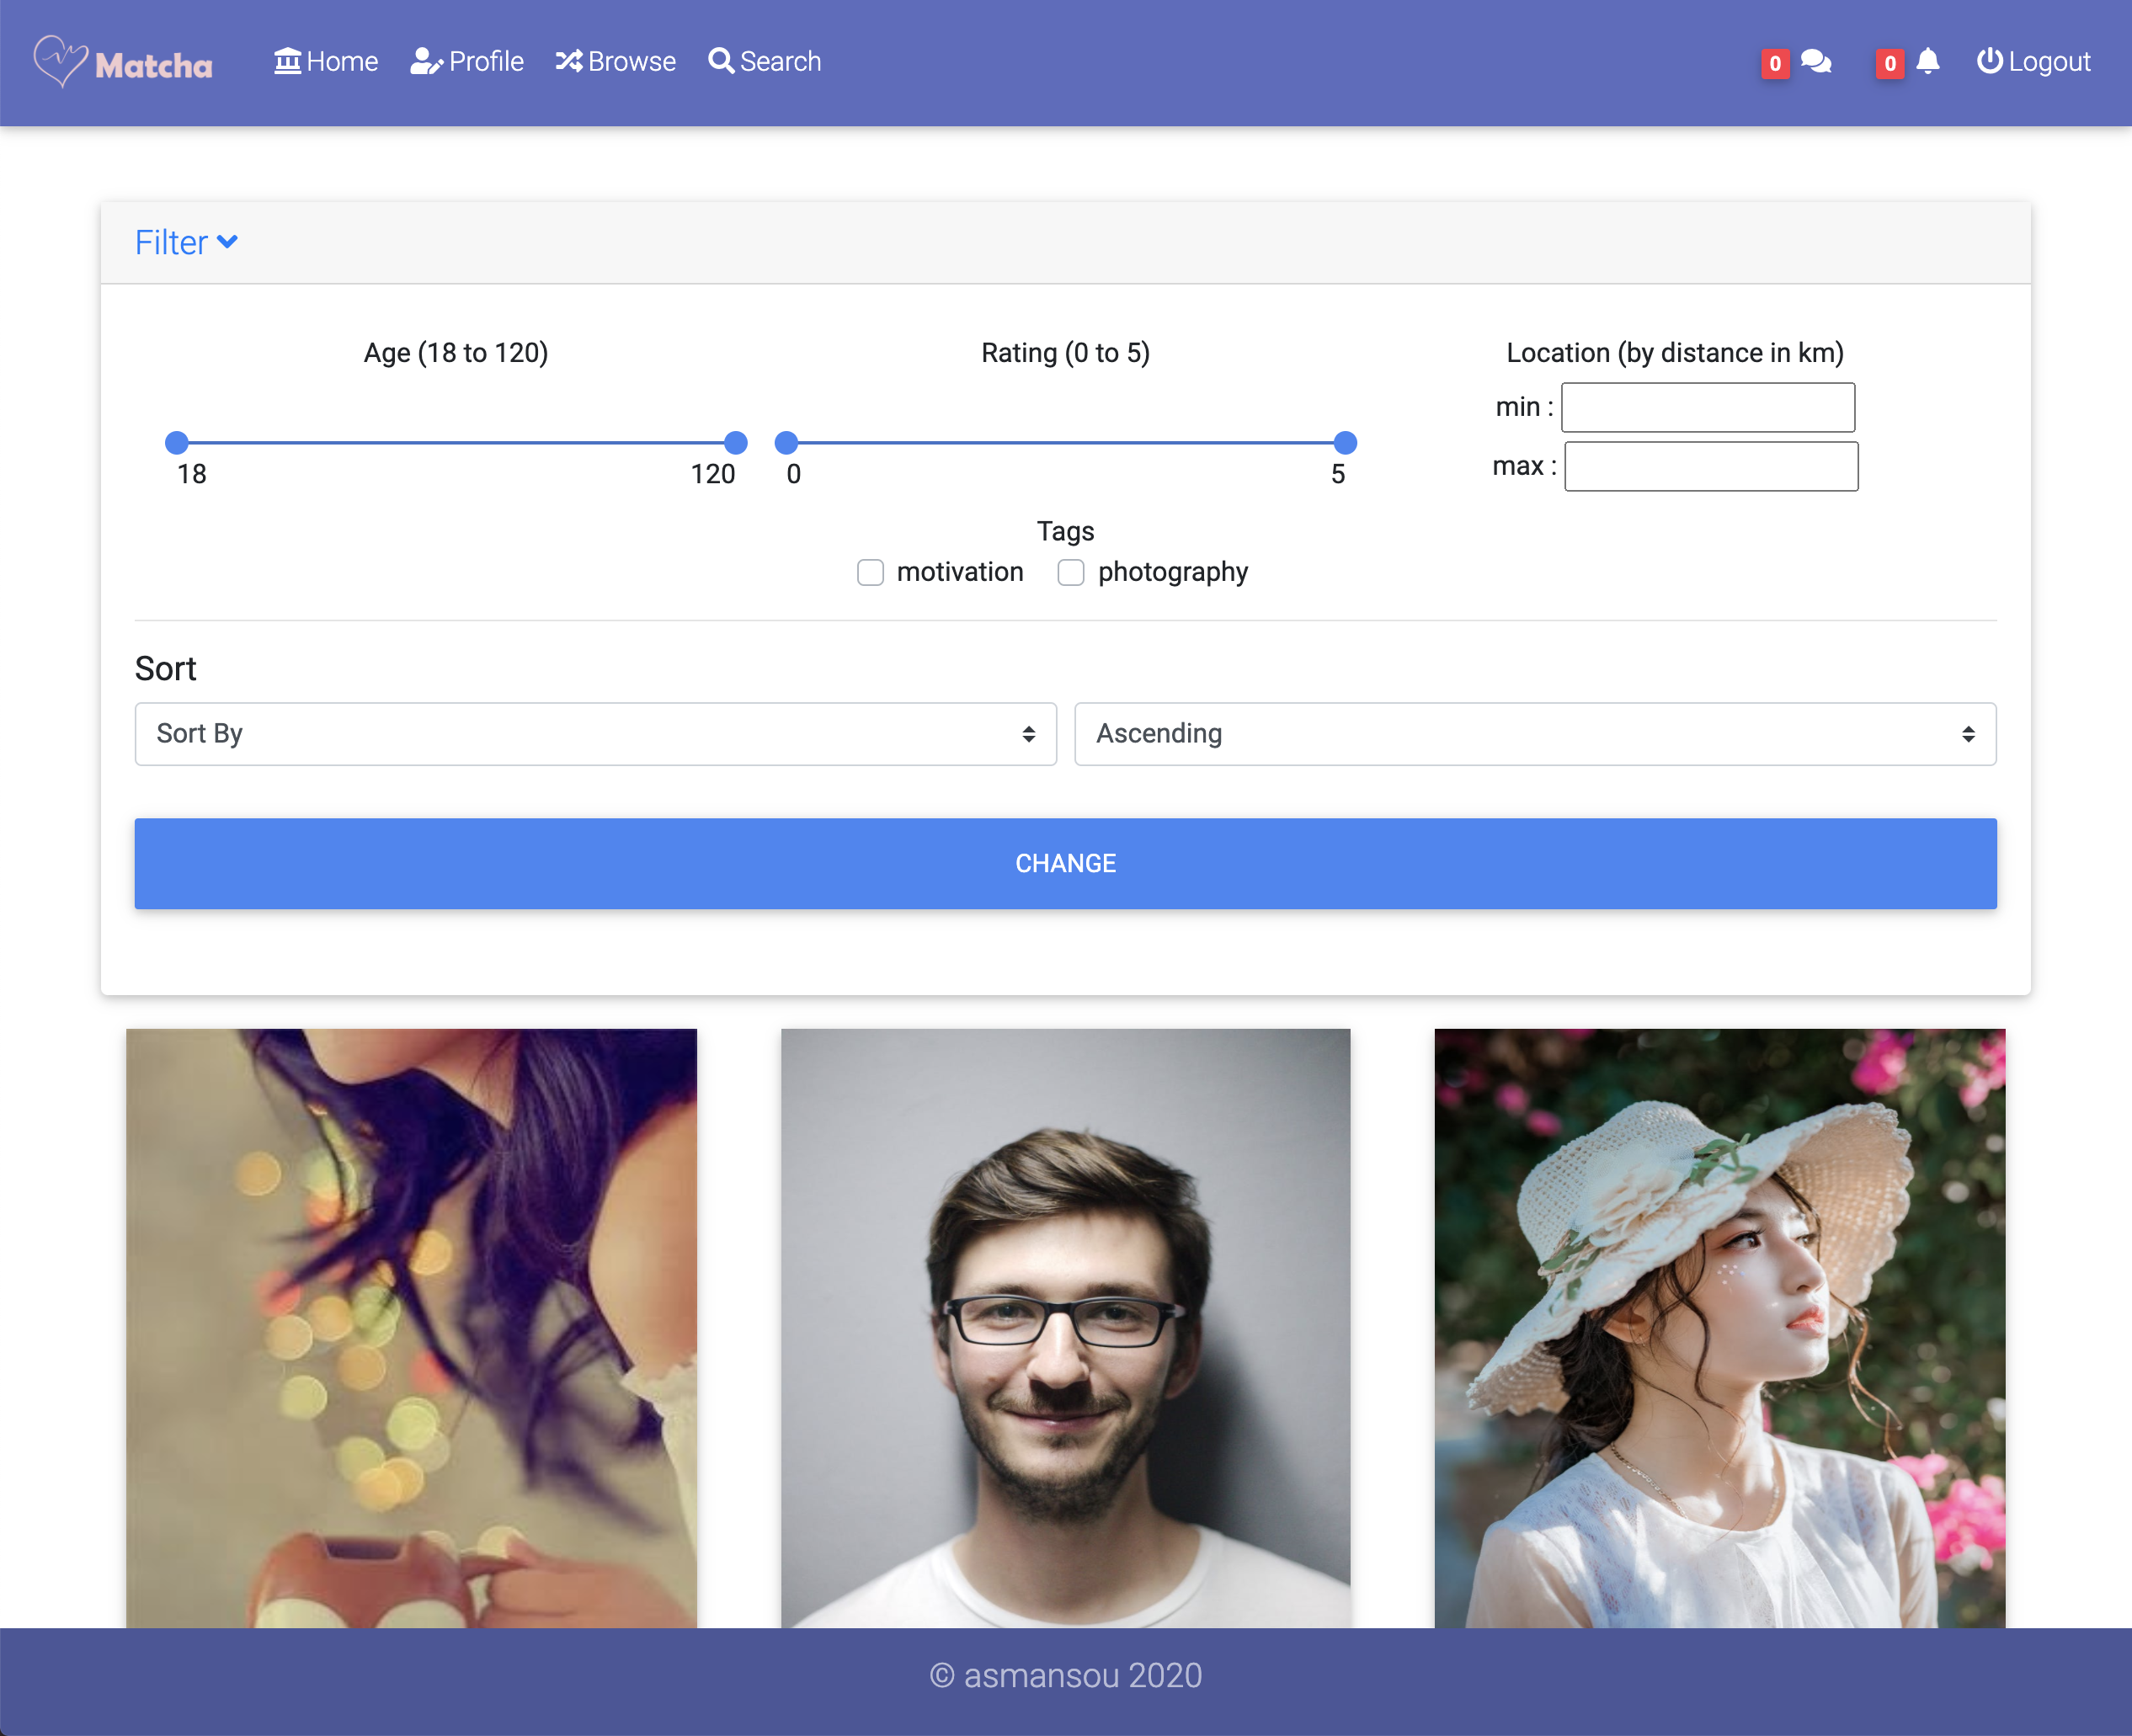 Matcha Home Profile Browse Search 0 0 Logout
Filter
Age (18 to 120) Rating (0 to 5) Location (by distance in km)
min :
max :
18 120 0 5
Tags
motivation photography
Sort
Sort By Ascending
CHANGE
© asmansou 2020